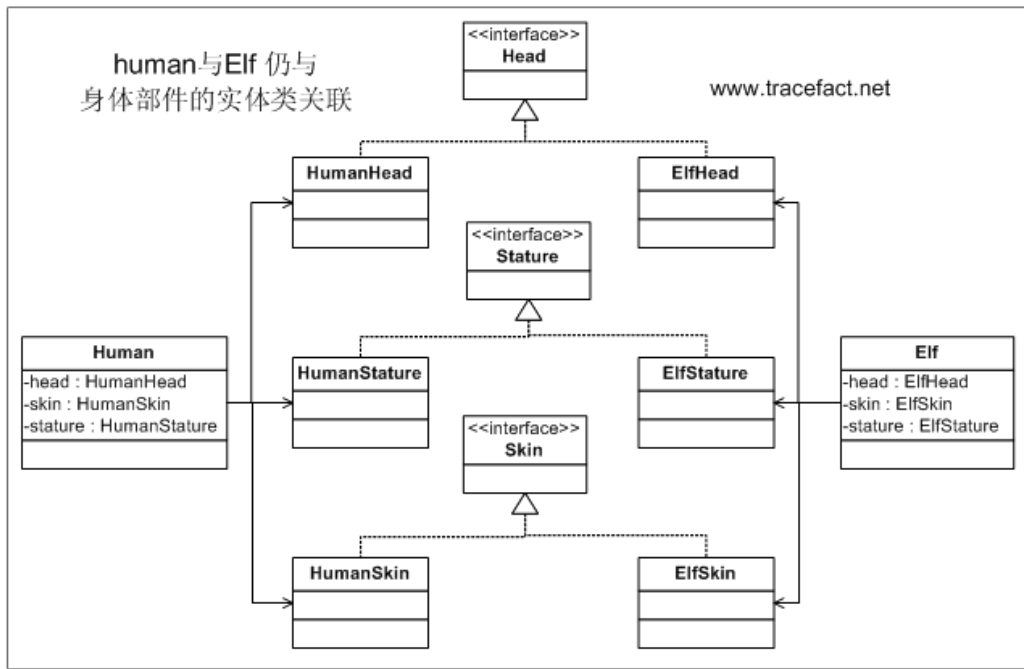 <<interface>>
Head
human与Elf 仍与
身体部件的实体类关联
www.tracefact.net
HumanHead
ElfHead
<<interface>>
Stature
Human
-head : HumanHead
-skin : HumanSkin
-stature : HumanStature
HumanStature
ElfStature
Elf
-head : ElfHead
-skin : ElfSkin
-stature : ElfStature
<<interface>>
Skin
HumanSkin
ElfSkin